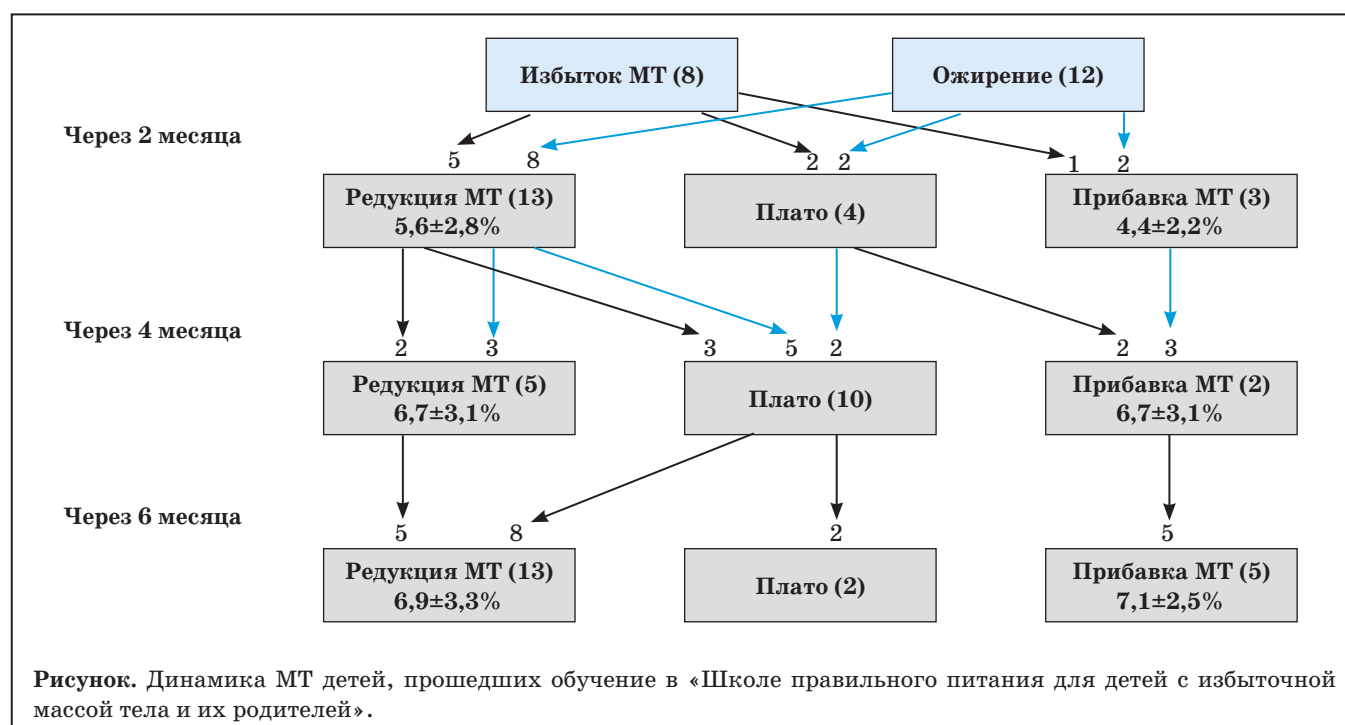 Избыток МТ (8)
Ожирение (12)
Через 2 месяца
5 8 2 2 1 2
Редукция МТ (13)
5,6±2,8%
Плато (4)
Прибавка МТ (3)
4,4±2,2%
Через 4 месяца
2 3 3 5 2 2 3
Редукция МТ (5)
6,7±3,1%
Плато (10)
Прибавка МТ (2)
6,7±3,1%
Через 6 месяца
5 8 2 5
Редукция МТ (13)
6,9±3,3%
Плато (2)
Прибавка МТ (5)
7,1±2,5%
Рисунок. Динамика МТ детей, прошедших обучение в «Школе правильного питания для детей с избыточной
массой тела и их родителей».